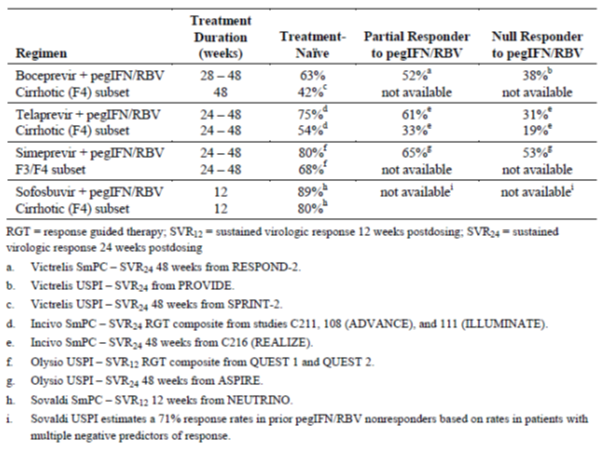 Regimen Treatment Duration (weeks) Treatment-Naïve Partial Responder to pegIFN/RBV Null Responder to pegIFN/RBV
Boceprevir + pegIFN/RBV 28 – 48 63% 52%a 38%b
Cirrhotic (F4) subset 48 42%c not available not available
Telaprevir + pegIFN/RBV 24 – 48 75%d 61%e 31%e
Cirrhotic (F4) subset 24 – 48 54%d 33%e 19%e
Simeprevir + pegIFN/RBV 24 – 48 80%f 65%g 53%g
F3/F4 subset 24 – 48 68%f not available not available
Sofosbuvir + pegIFN/RBV 12 89%h not availablei not availablei
Cirrhotic (F4) subset 12 80%h
RGT = response guided therapy; SVR12 = sustained virologic response 12 weeks postdosing; SVR24 = sustained
virologic response 24 weeks postdosing
a. Victrelis SmPC – SVR24 48 weeks from RESPOND-2.
b. Victrelis USPI – SVR24 from PROVIDE.
c. Victrelis USPI – SVR24 48 weeks from SPRINT-2.
d. Incivo SmPC – SVR24 RGT composite from studies C211, 108 (ADVANCE), and 111 (ILLUMINATE).
e. Incivo SmPC – SVR24 48 weeks from C216 (REALIZE).
f. Olysio USPI – SVR12 RGT composite from QUEST 1 and QUEST 2.
g. Olysio USPI – SVR24 48 weeks from ASPIRE.
h. Sovaldi SmPC – SVR12 12 weeks from NEUTRINO.
i. Sovaldi USPI estimates a 71% response rates in prior pegIFN/RBV nonresponders based on rates in patients with
multiple negative predictors of response.